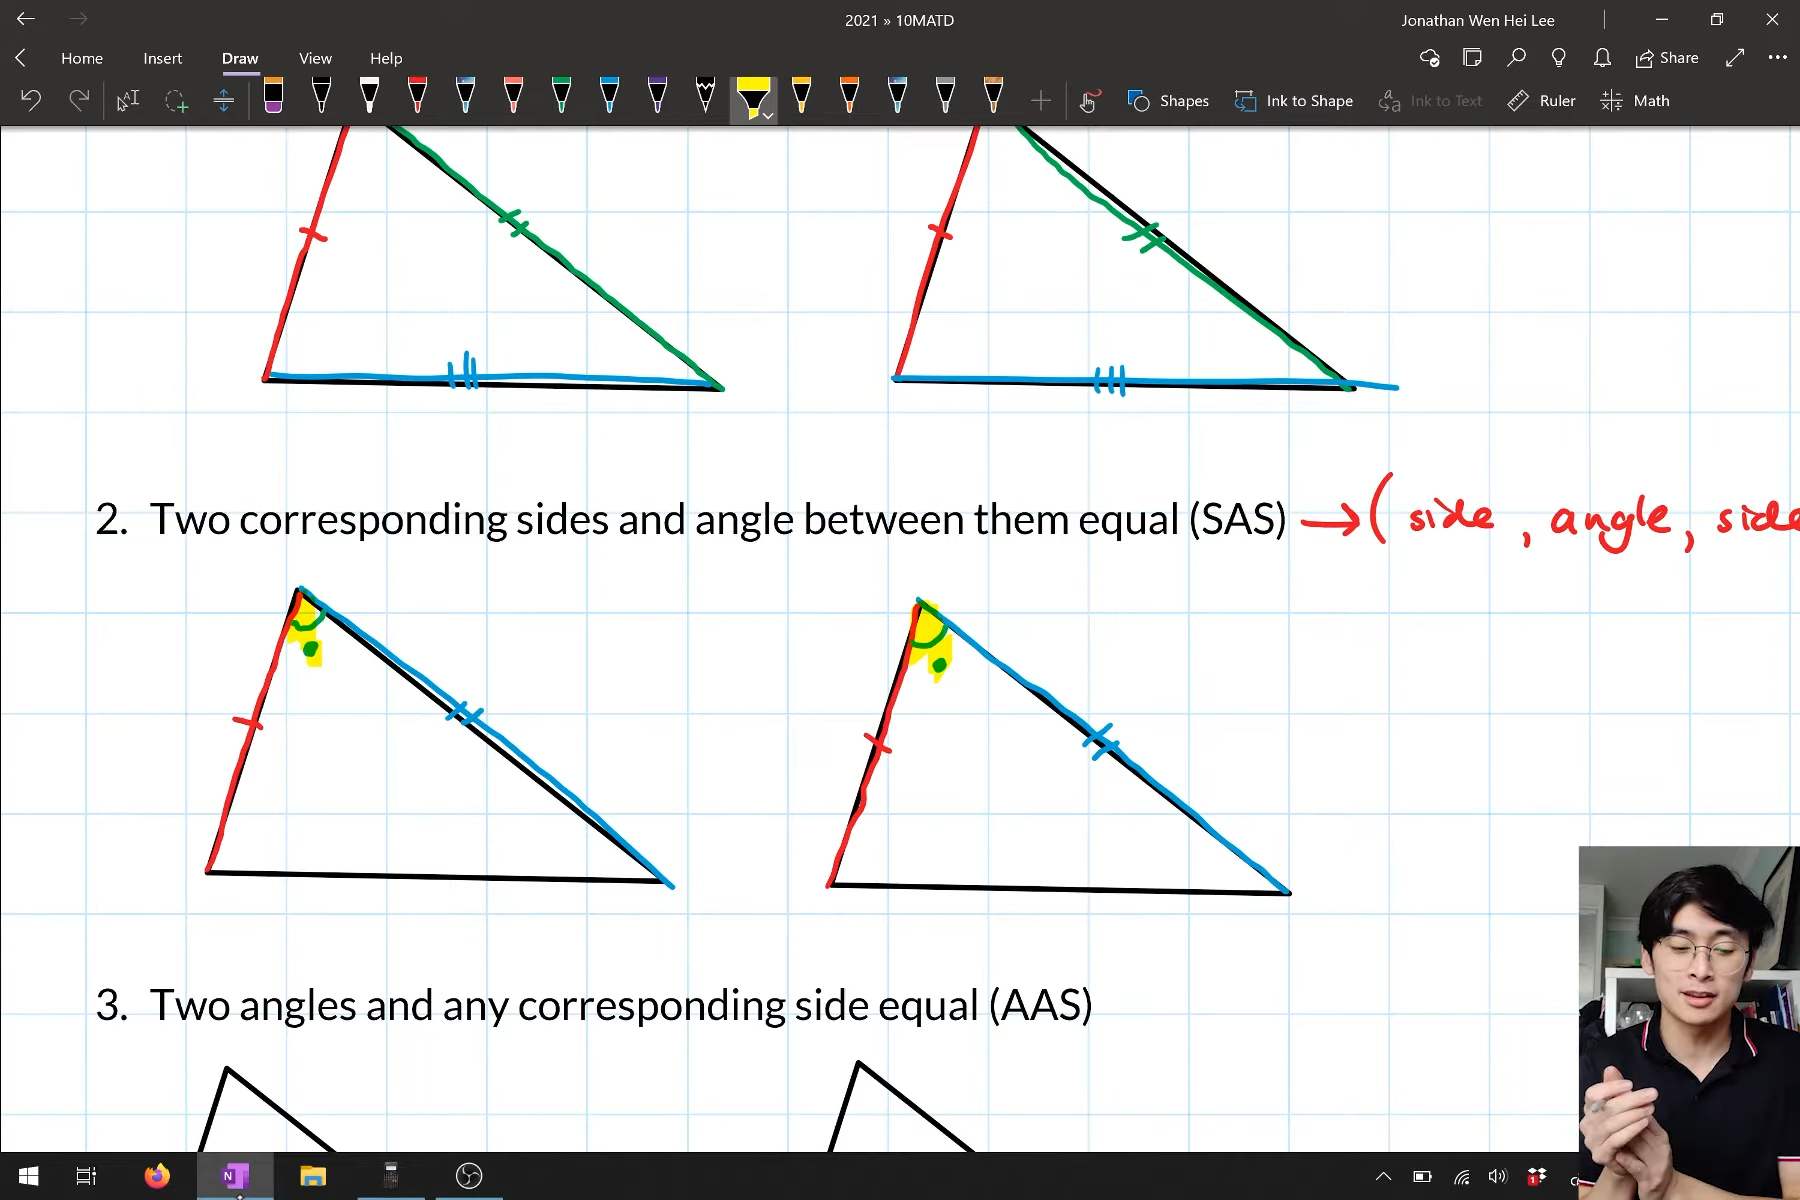 2021 » 10MATD
Jonathan Wen Hei Lee
Home Insert Draw View Help
Share
Shapes Ink to Shape Ink to Text Ruler Math
2. Two corresponding sides and angle between them equal (SAS) → ( side , angle, side
3. Two angles and any corresponding side equal (AAS)